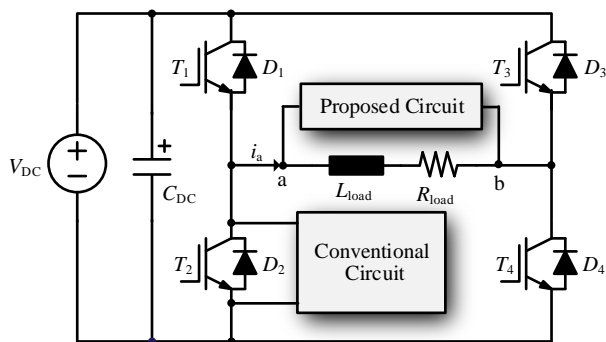 T1
D1
T3
D3
Proposed Circuit
+
ia
a
b
+
VDC
−
CDC
Lload
Rload
T2
D2
Conventional
Circuit
T4
D4